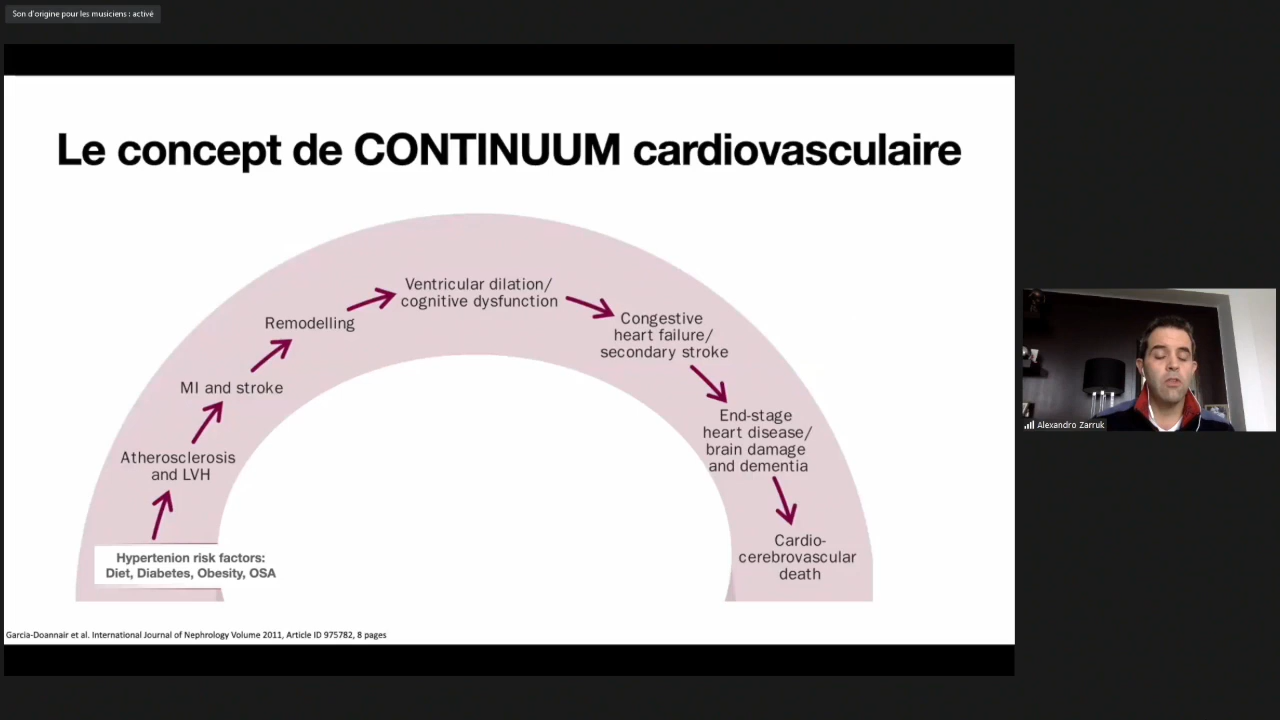 Son d'origine pour les musiciens : activé
Le concept de CONTINUUM cardiovasculaire
Ventricular dilation/
cognitive dysfunction
Remodelling
Congestive
heart failure/
secondary stroke
MI and stroke
End-stage
heart disease/
brain damage
and dementia
Atherosclerosis
and LVH
Cardio-
cerebrovascular
death
Hypertenion risk factors:
Diet, Diabetes, Obesity, OSA
Garcia-Doannair et al. International Journal of Nephrology Volume 2011, Article ID 975782, 8 pages
Alexandro Zarruk